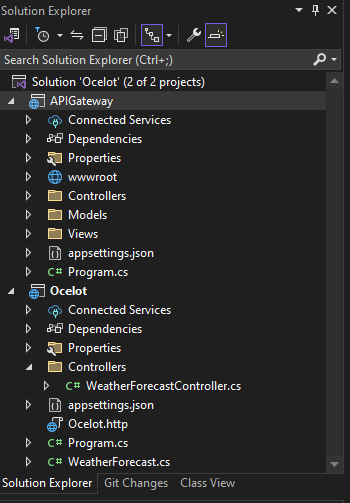 Solution Explorer
Search Solution Explorer (Ctrl+;)
Solution 'Ocelot' (2 of 2 projects)
APIGateway
Connected Services
Dependencies
Properties
wwwroot
Controllers
Models
Views
appsettings.json
C# Program.cs
Ocelot
Connected Services
Dependencies
Properties
Controllers
C# WeatherForecastController.cs
appsettings.json
Ocelot.http
C# Program.cs
C# WeatherForecast.cs
Solution Explorer Git Changes Class View